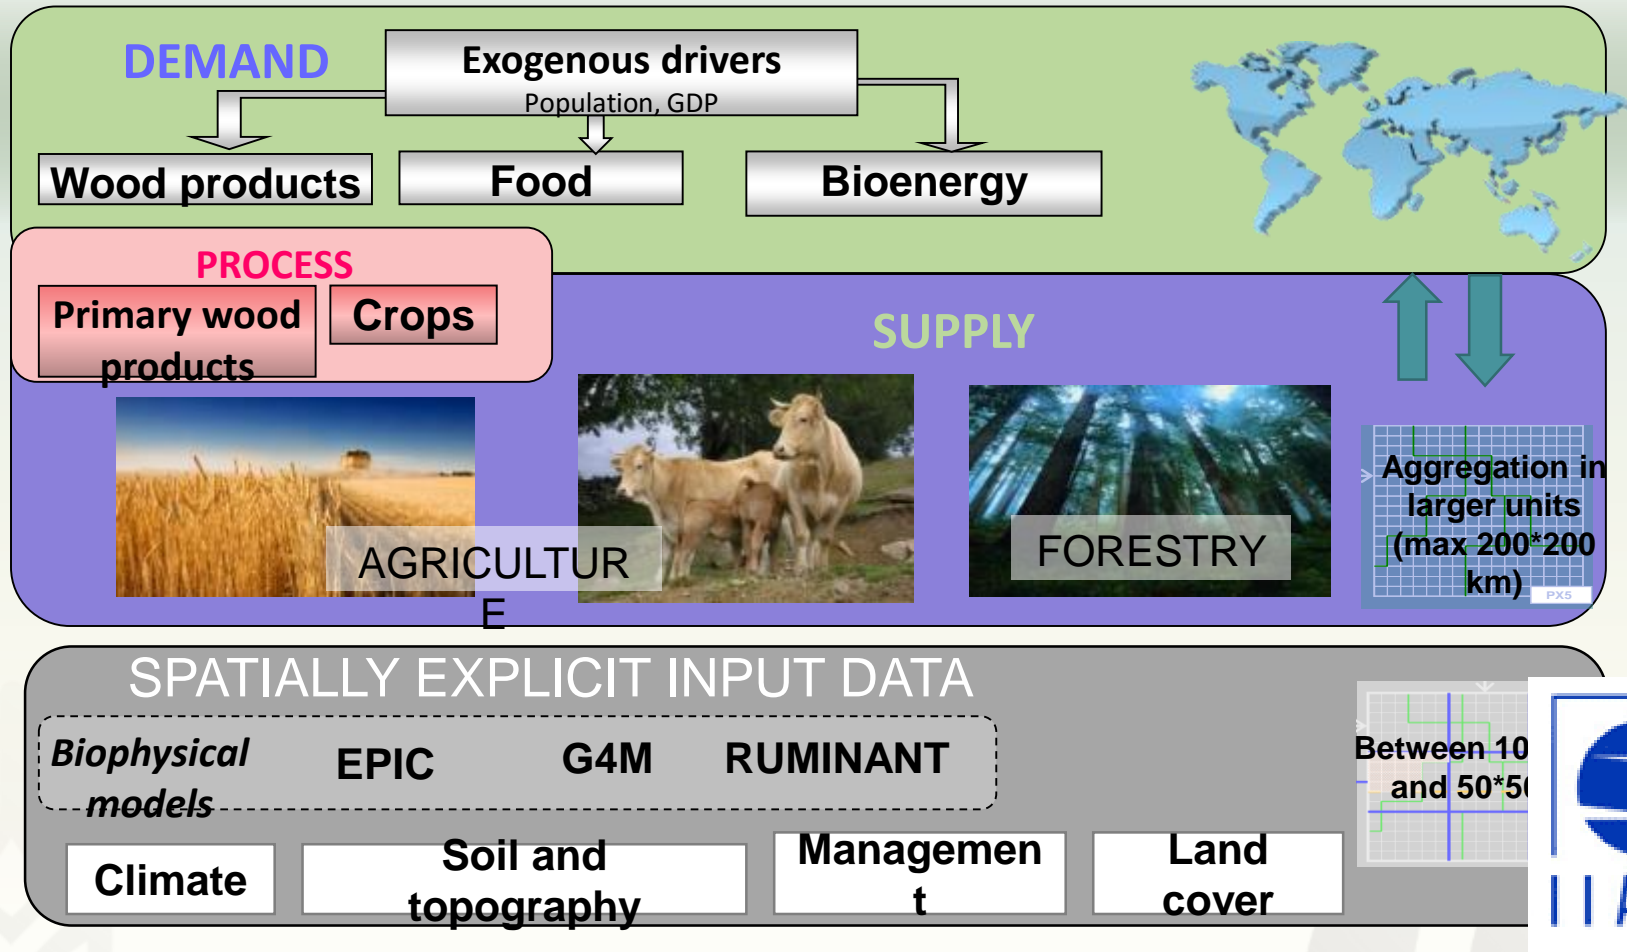 DEMAND
Exogenous drivers
Population, GDP
Wood products
Food
Bioenergy
PROCESS
Primary wood
products
Crops
SUPPLY
AGRICULTUR
E
FORESTRY
Aggregation in
larger units
(max 200*200
km)
PX5
SPATIALLY EXPLICIT INPUT DATA
Biophysical
models
EPIC
G4M
RUMINANT
Between 10
and 50*5
Climate
Soil and
topography
Managemen
t
Land
cover